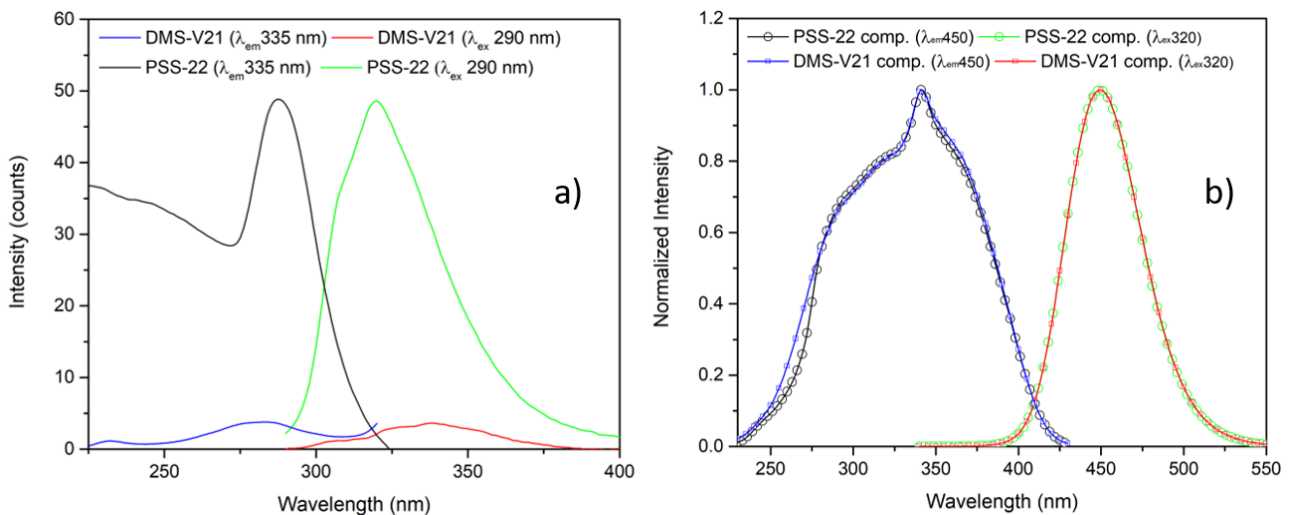 DMS-V21 (λem335 nm) DMS-V21 (λex 290 nm)
PSS-22 (λem335 nm) PSS-22 (λex 290 nm)
60
50
40
30
20
10
0
Intensity (counts)
a)
250 300 350 400
Wavelength (nm)
PSS-22 comp. (λem450) PSS-22 comp. (λex320)
DMS-V21 comp. (λem450) DMS-V21 comp. (λex320)
1.2
1.0
0.8
0.6
0.4
0.2
0.0
Normalized Intensity
b)
250 300 350 400 450 500 550
Wavelength (nm)